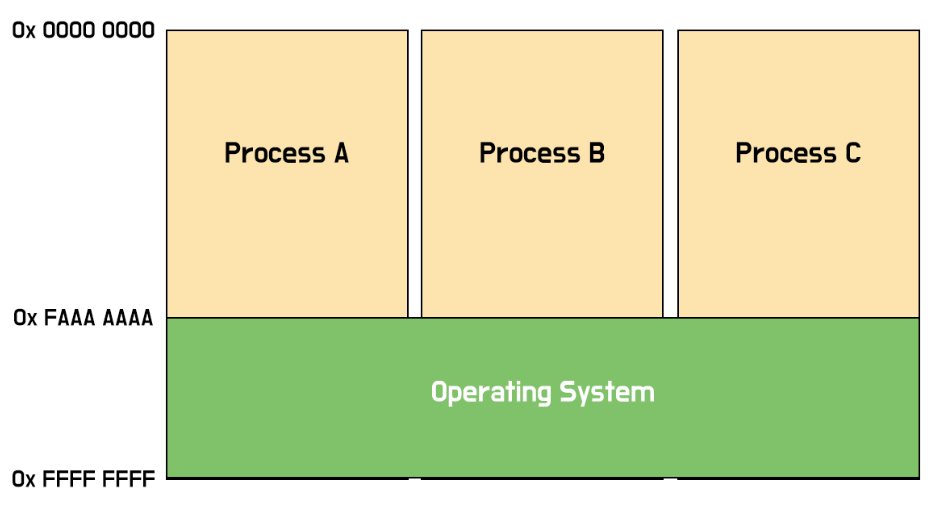 0x 0000 0000
Process A
Process B
Process C
0x FAAA AAAA
Operating System
0x FFFF FFFF